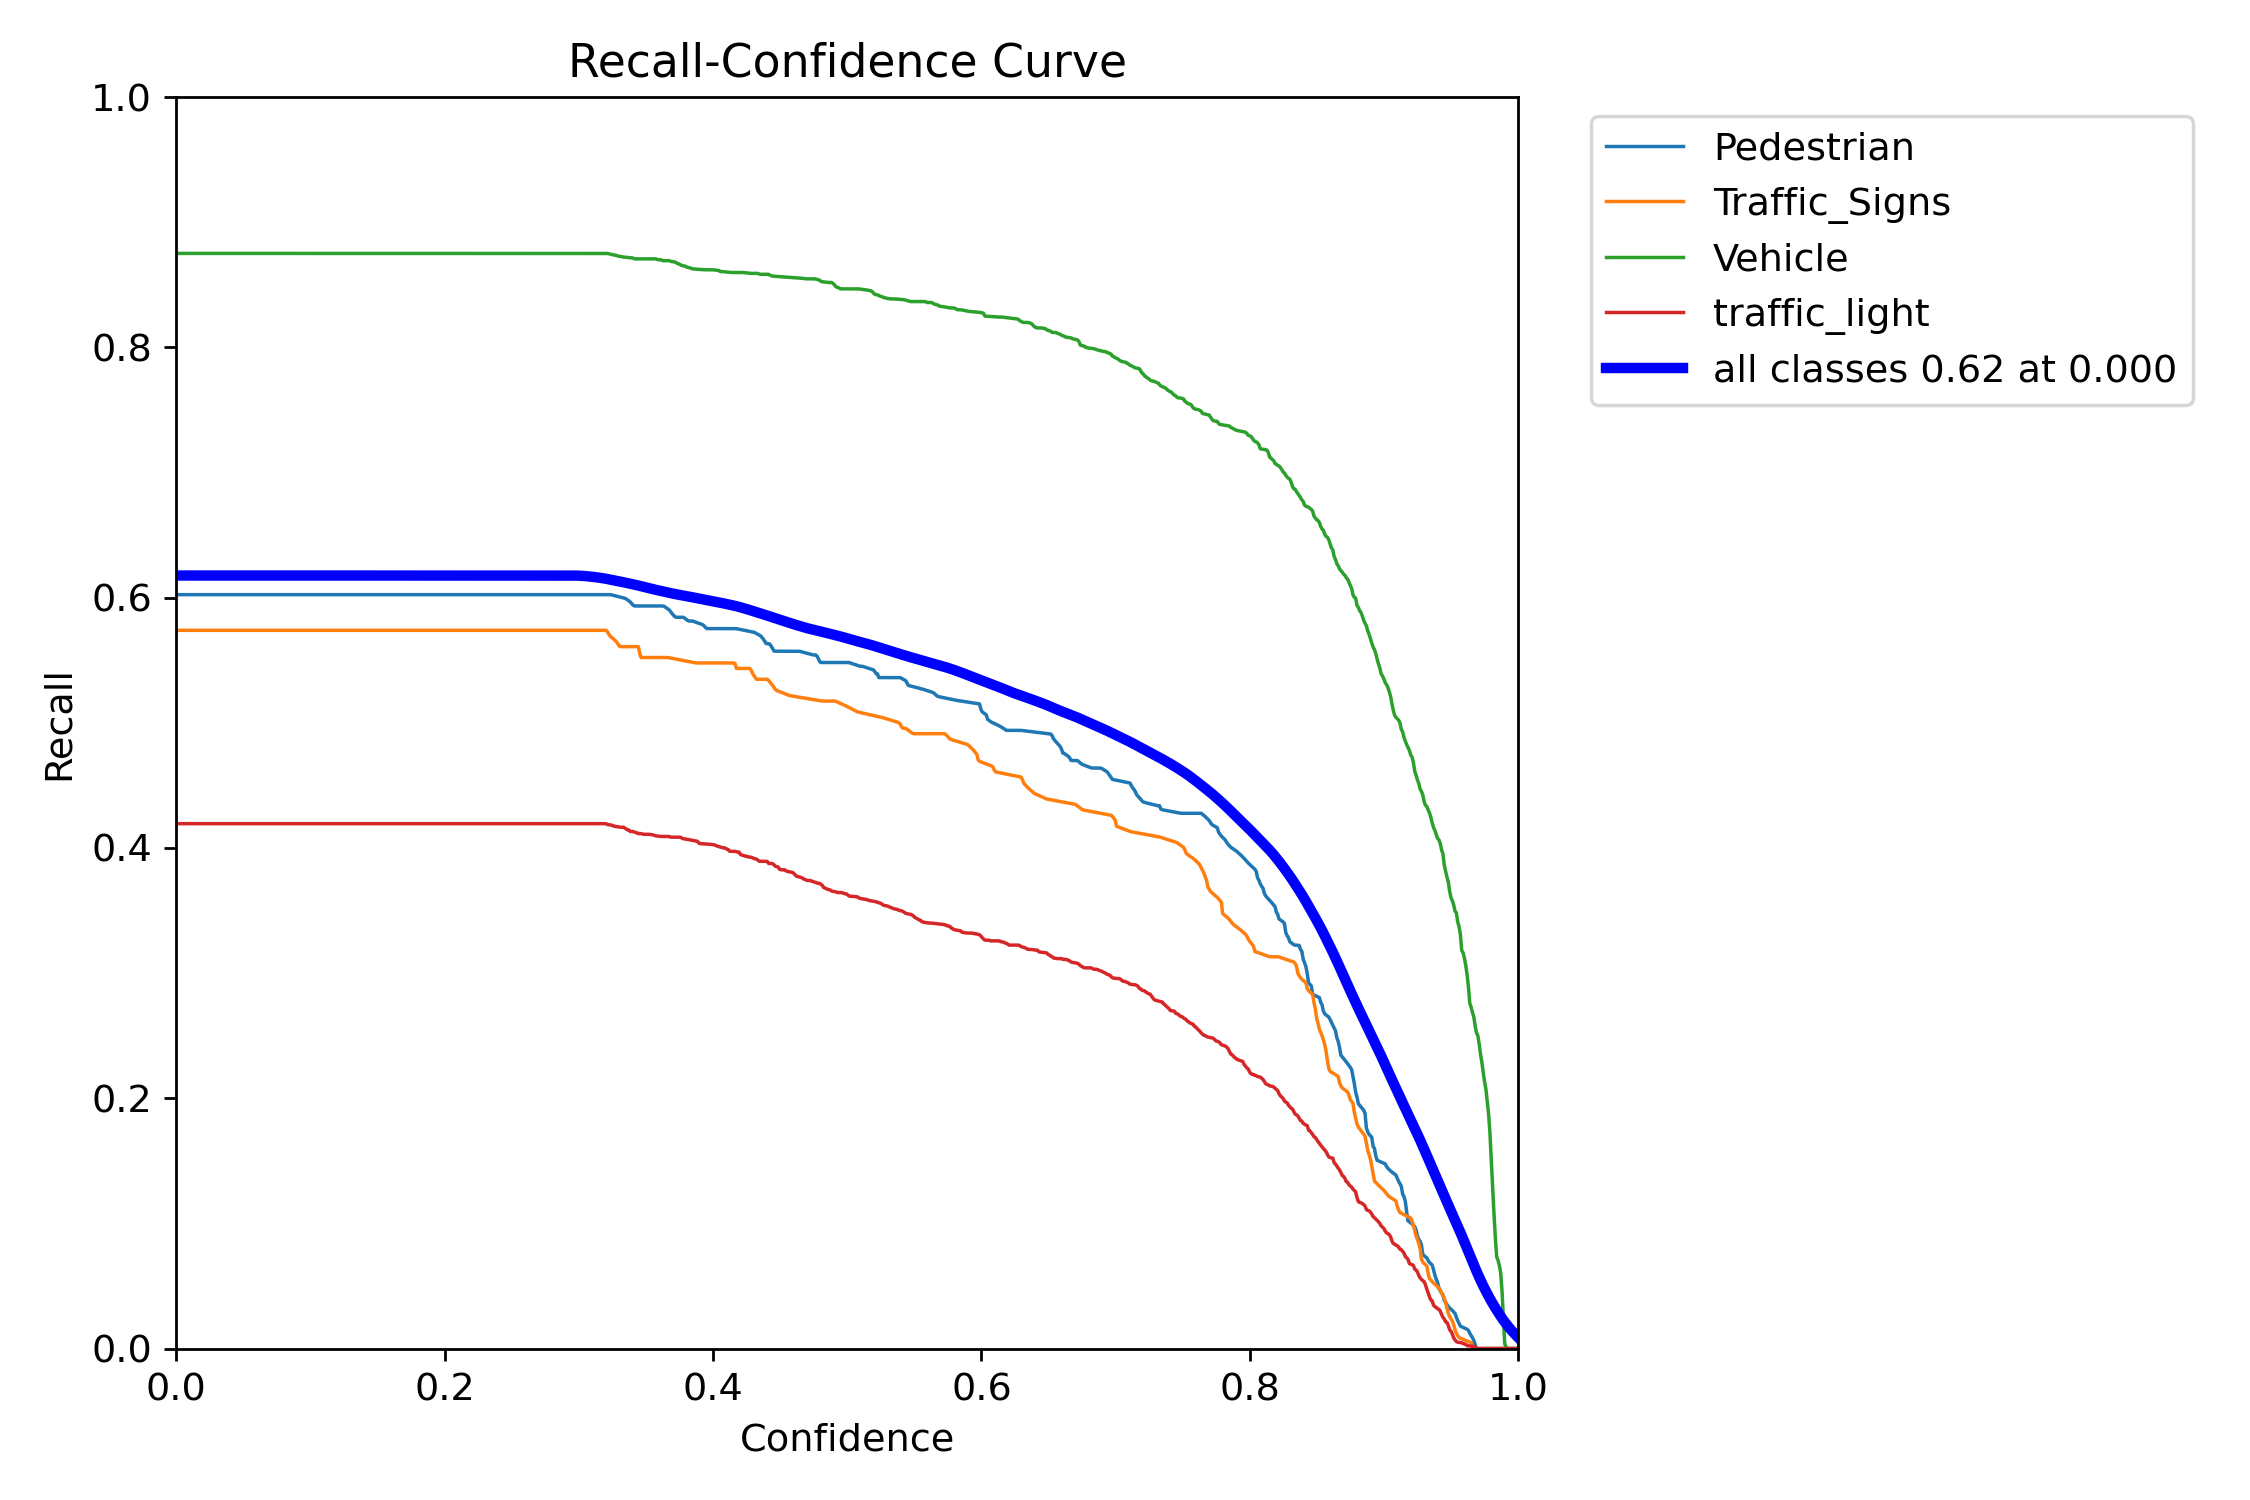 Recall-Confidence Curve
1.0
0.8
0.6
0.4
0.2
0.0
Recall
0.0 0.2 0.4 0.6 0.8 1.0
Confidence
Pedestrian
Traffic_Signs
Vehicle
traffic_light
all classes 0.62 at 0.000